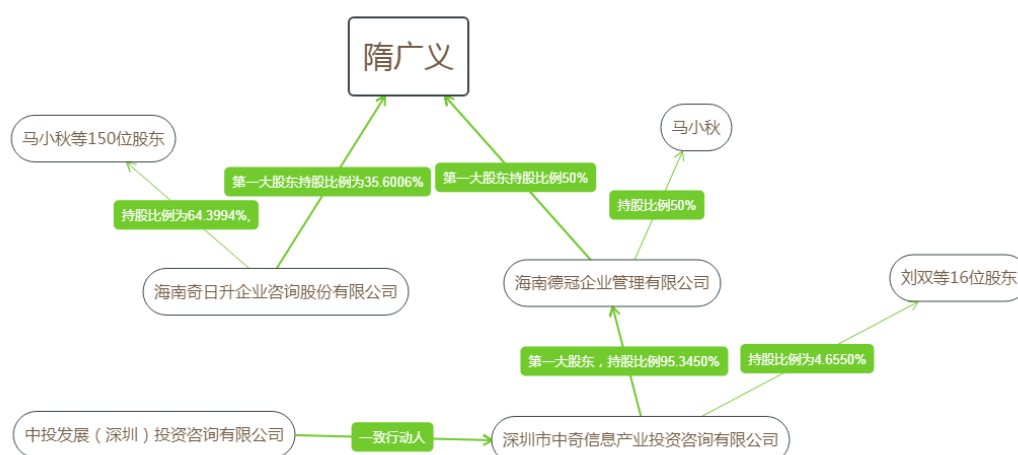 隋广义
马小秋等150位股东
马小秋
第一大股东持股比例为35.6006%
第一大股东持股比例50%
持股比例为64.3994%,
持股比例50%
海南奇日升企业咨询股份有限公司
海南德冠企业管理有限公司
刘双等16位股东
第一大股东，持股比例95.3450%
持股比例为4.6550%
中投发展（深圳）投资咨询有限公司
一致行动人
深圳市中奇信息产业投资咨询有限公司